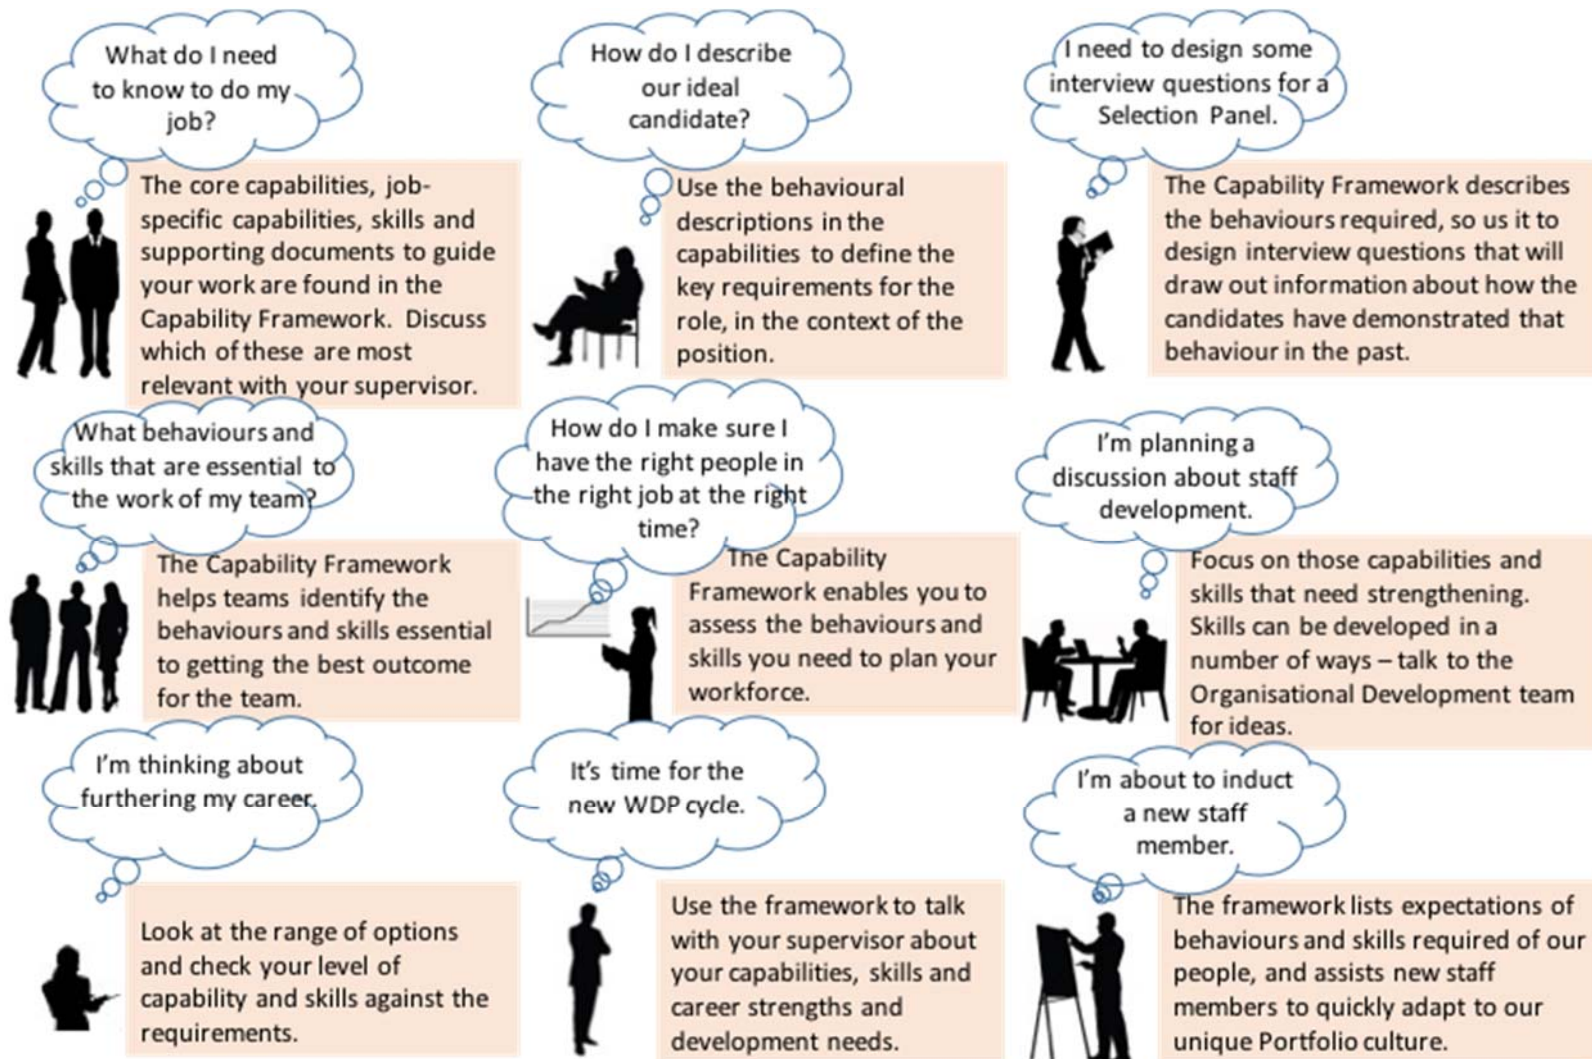 What do I need
to know to do my
job?
The core capabilities, job-
specific capabilities, skills and
supporting documents to guide
your work are found in the
Capability Framework.  Discuss
which of these are most
relevant with your supervisor.
How do I describe
our ideal
candidate?
Use the behavioural
descriptions in the
capabilities to define the
key requirements for the
role, in the context of the
position.
I need to design some
interview questions for a
Selection Panel.
The Capability Framework describes
the behaviours required, so us it to
design interview questions that will
draw out information about how the
candidates have demonstrated that
behaviour in the past.
What behaviours and
skills that are essential to
the work of my team?
The Capability Framework
helps teams identify the
behaviours and skills essential
to getting the best outcome
for the team.
How do I make sure I
have the right people in
the right job at the right
time?
The Capability
Framework enables you to
assess the behaviours and
skills you need to plan your
workforce.
I'm planning a
discussion about staff
development.
Focus on those capabilities and
skills that need strengthening.
Skills can be developed in a
number of ways – talk to the
Organisational Development team
for ideas.
I'm thinking about
furthering my career.
Look at the range of options
and check your level of
capability and skills against the
requirements.
It's time for the
new WDP cycle.
Use the framework to talk
with your supervisor about
your capabilities, skills and
career strengths and
development needs.
I'm about to induct
a new staff
member.
The framework lists expectations of
behaviours and skills required of our
people, and assists new staff
members to quickly adapt to our
unique Portfolio culture.